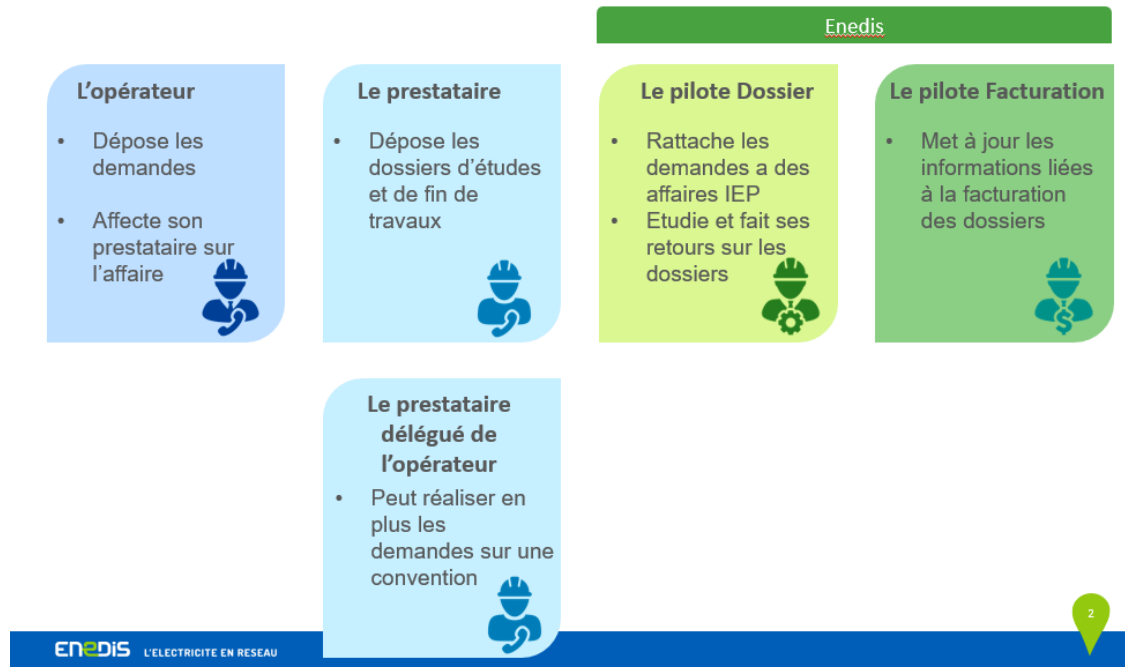 Enedis
L'opérateur
• Dépose les
demandes
• Affecte son
prestataire sur
l'affaire
Le prestataire
• Dépose les
dossiers d'études
et de fin de
travaux
Le pilote Dossier
• Rattache les
demandes a des
affaires IEP
• Etudie et fait ses
retours sur les
dossiers
Le pilote Facturation
• Met à jour les
informations liées
à la facturation
des dossiers
Le prestataire
délégué de
l'opérateur
• Peut réaliser en
plus les
demandes sur une
convention
2
ENEDIS L'ELECTRICITE EN RESEAU